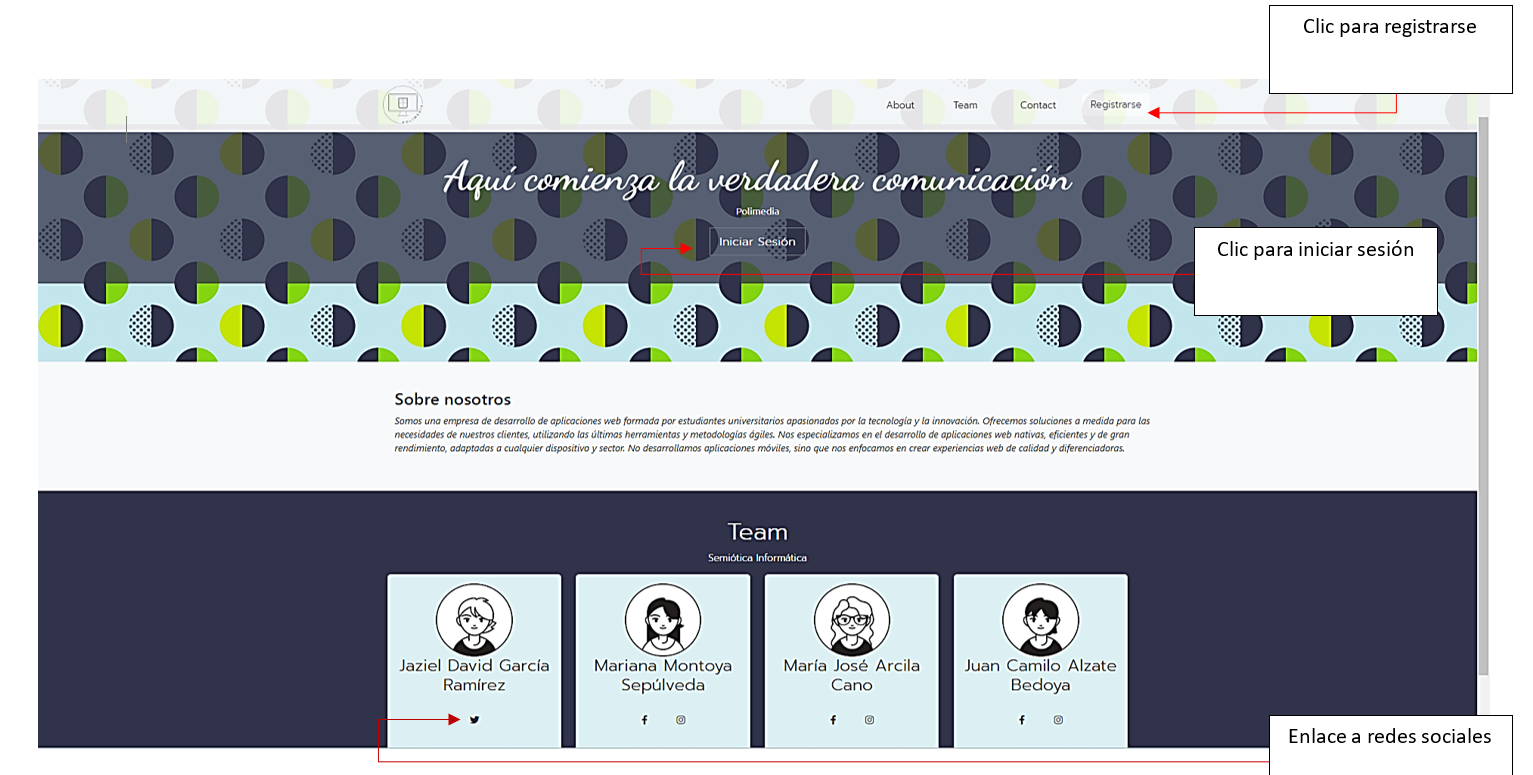 Clic para registrarse
About Team Contact Registrarse
Aquí comienza la verdadera comunicación
Polimedia
Iniciar Sesión
Clic para iniciar sesión
Sobre nosotros
Somos una empresa de desarrollo de aplicaciones web formada por estudiantes universitarios apasionados por la tecnología y la innovación. Ofrecemos soluciones a medida para las
necesidades de nuestros clientes, utilizando las últimas herramientas y metodologías ágiles. Nos especializamos en el desarrollo de aplicaciones web nativas, eficientes y de gran
rendimiento, adaptadas a cualquier dispositivo y sector. No desarrollamos aplicaciones móviles, sino que nos enfocamos en crear experiencias web de calidad y diferenciadoras.
Team
Semiótica Informática
Jaziel David García
Ramírez
Mariana Montoya
Sepúlveda
María José Arcila
Cano
Juan Camilo Alzate
Bedoya
Enlace a redes sociales